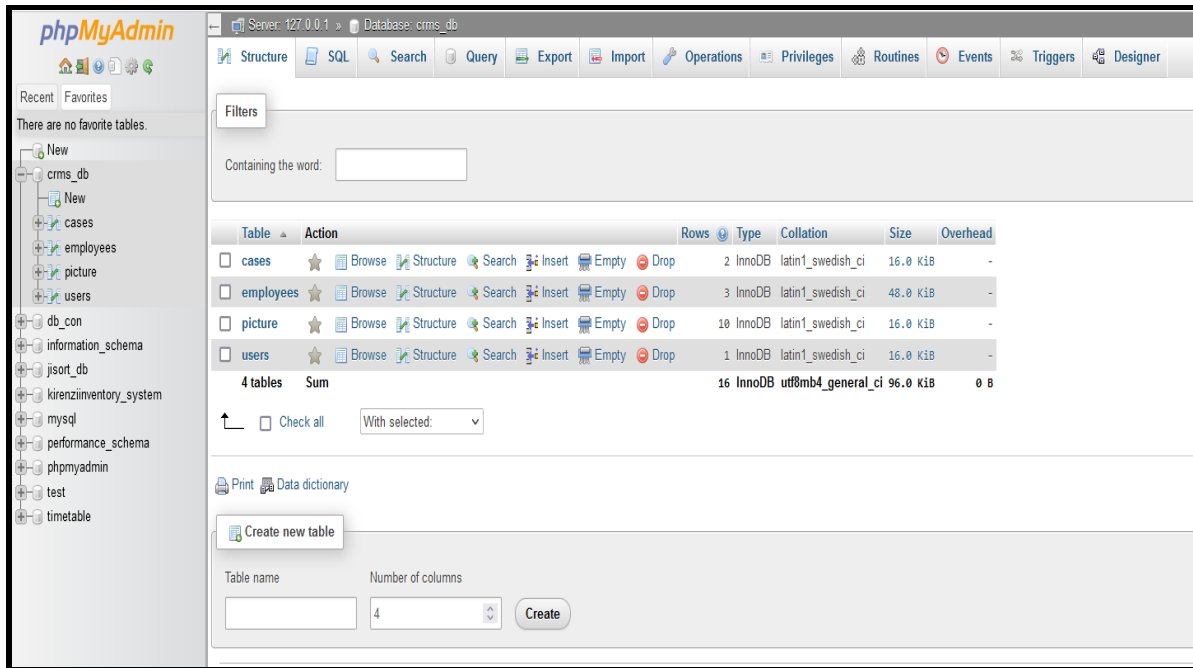 phpMyAdmin
Recent Favorites
There are no favorite tables.
New
crms_db
New
cases
employees
picture
users
db_con
information_schema
jisort_db
kirenziinventory_system
mysql
performance_schema
phpmyadmin
test
timetable
← Server: 127.0.0.1 » Database: crms_db
Structure SQL Search Query Export Import Operations Privileges Routines Events Triggers Designer
Filters
Containing the word:
Table Action Rows Type Collation Size Overhead
cases Browse Structure Search Insert Empty Drop 2 InnoDB latin1_swedish_ci 16.0 KiB -
employees Browse Structure Search Insert Empty Drop 3 InnoDB latin1_swedish_ci 48.0 KiB -
picture Browse Structure Search Insert Empty Drop 10 InnoDB latin1_swedish_ci 16.0 KiB -
users Browse Structure Search Insert Empty Drop 1 InnoDB latin1_swedish_ci 16.0 KiB -
4 tables Sum 16 InnoDB utf8mb4_general_ci 96.0 KiB 0 B
Check all With selected:
Print Data dictionary
Create new table
Table name Number of columns
4 Create